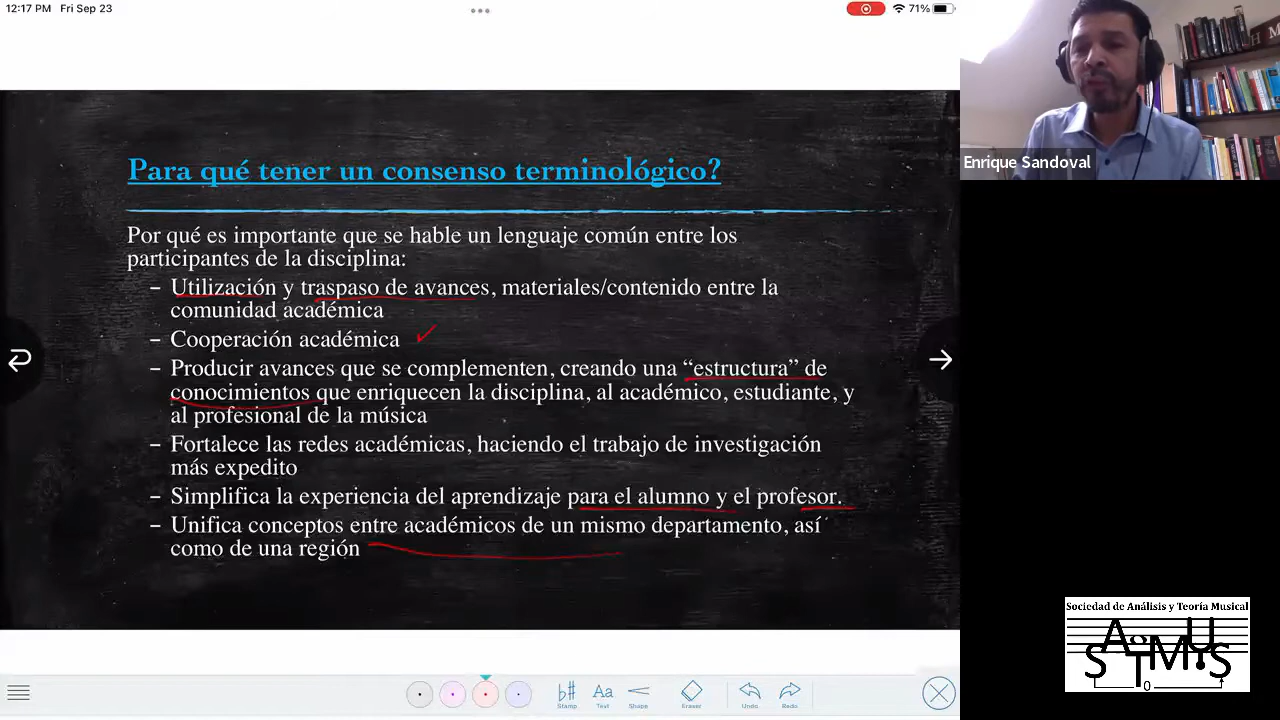 12:17 PM Fri Sep 23
71%
Enrique Sandoval
Para qué tener un consenso terminológico?
Por qué es importante que se hable un lenguaje común entre los
participantes de la disciplina:
– Utilización y traspaso de avances, materiales/contenido entre la
comunidad académica
– Cooperación académica
– Producir avances que se complementen, creando una “estructura” de
conocimientos que enriquecen la disciplina, al académico, estudiante, y
al profesional de la música
– Fortalece las redes académicas, haciendo el trabajo de investigación
más expedito
– Simplifica la experiencia del aprendizaje para el alumno y el profesor.
– Unifica conceptos entre académicos de un mismo departamento, así
como de una región
Sociedad de Análisis y Teoría Musical
SATMUS
0
Stamp
Aa
Text
Shape
Eraser
Undo
Redo